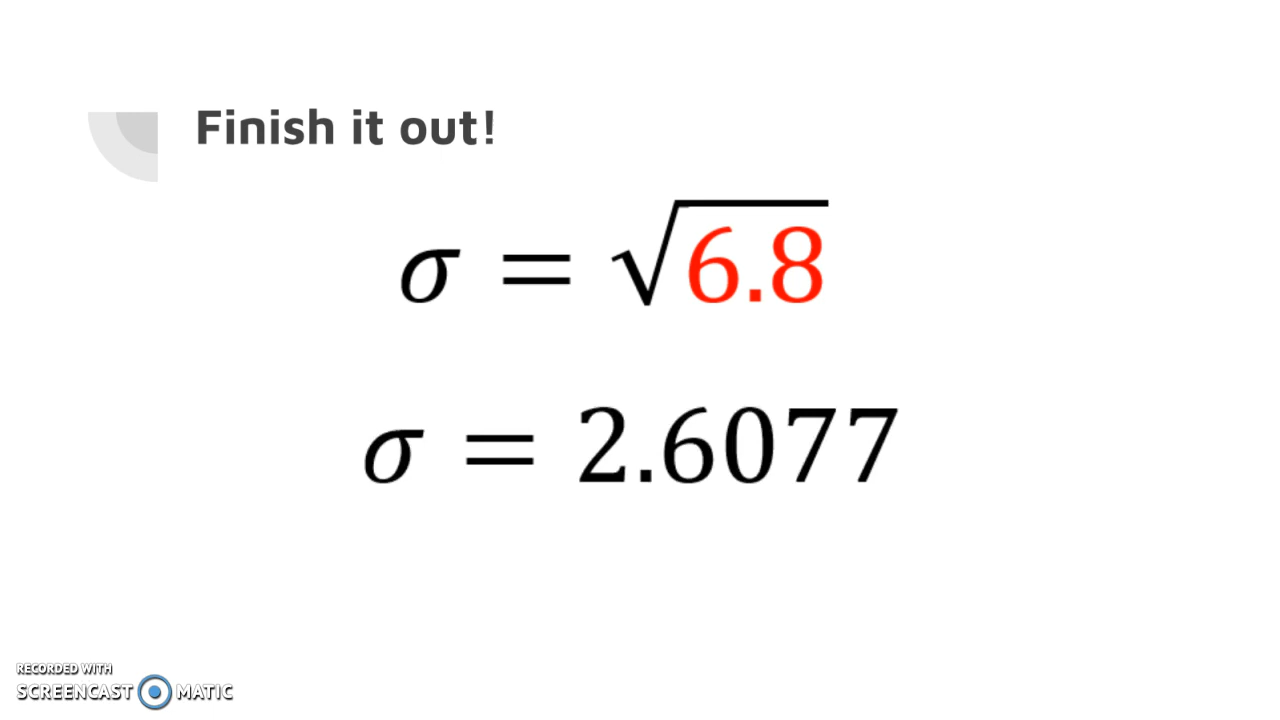 Finish it out!
σ = √6.8
σ = 2.6077
RECORDED WITH
SCREENCAST MATIC